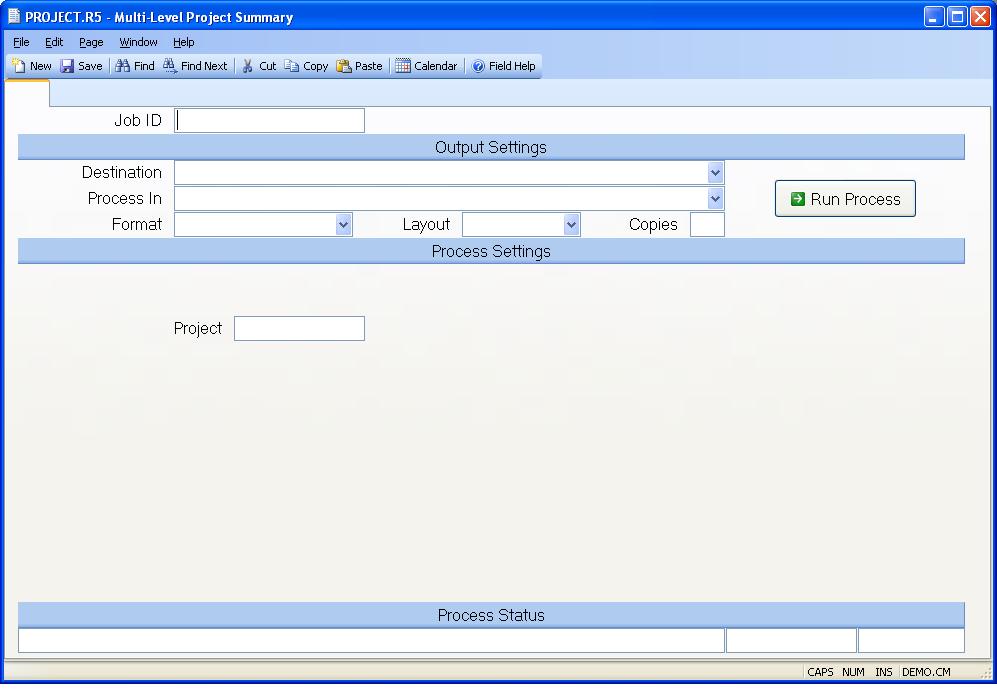 PROJECT.R5 - Multi-Level Project Summary
File Edit Page Window Help
New Save Find Find Next Cut Copy Paste Calendar Field Help
Job ID
Output Settings
Destination
Process In
Run Process
Format Layout Copies
Process Settings
Project
Process Status
CAPS NUM INS DEMO.CM